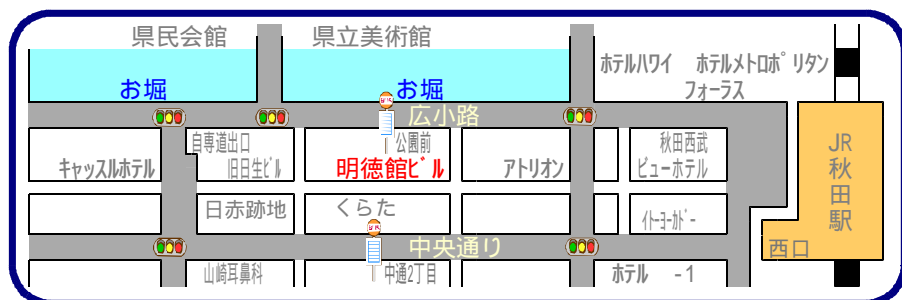 県民会館
県立美術館
ホテルハワイ
ホテルメトロポリタン
お堀
お堀
フォーラス
広小路
自専道出口
公園前
秋田西武
JR秋田駅
キャッスルホテル
旧日生ビル
明徳館ビル
アトリオン
ビューホテル
日赤跡地
くらた
イトーヨーカドー
中央通り
西口
山崎耳鼻科
中通2丁目
ホテル -1